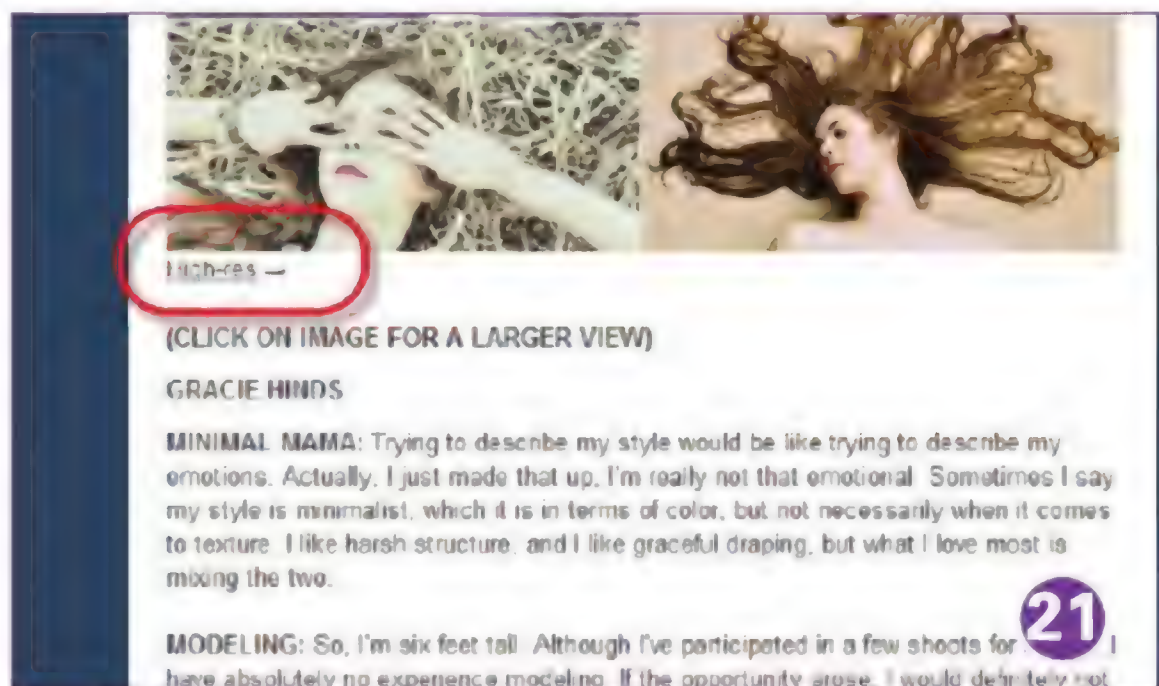 High-res —
(CLICK ON IMAGE FOR A LARGER VIEW)
GRACIE HINDS
MINIMAL MAMA: Trying to describe my style would be like trying to describe my
emotions. Actually, I just made that up, I'm really not that emotional. Sometimes I say
my style is minimalist, which it is in terms of color, but not necessarily when it comes
to texture. I like harsh structure, and I like graceful draping, but what I love most is
mixing the two.
21
MODELING: So, I'm six feet tall. Although I've participated in a few shoots for I
have absolutely no experience modeling. If the opportunity arose, I would definitely not